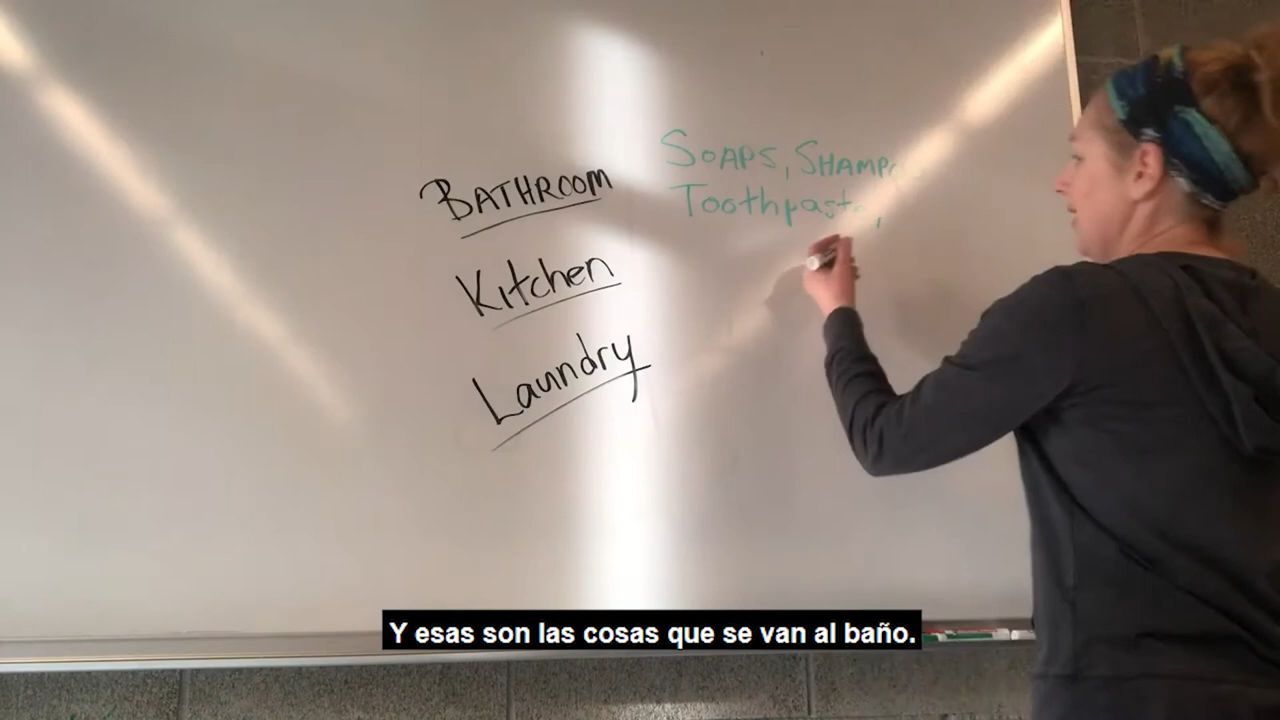 BATHROOM
Soaps, SHAMPO
Toothpaste,
Kitchen
Laundry
Y esas son las cosas que se van al baño.